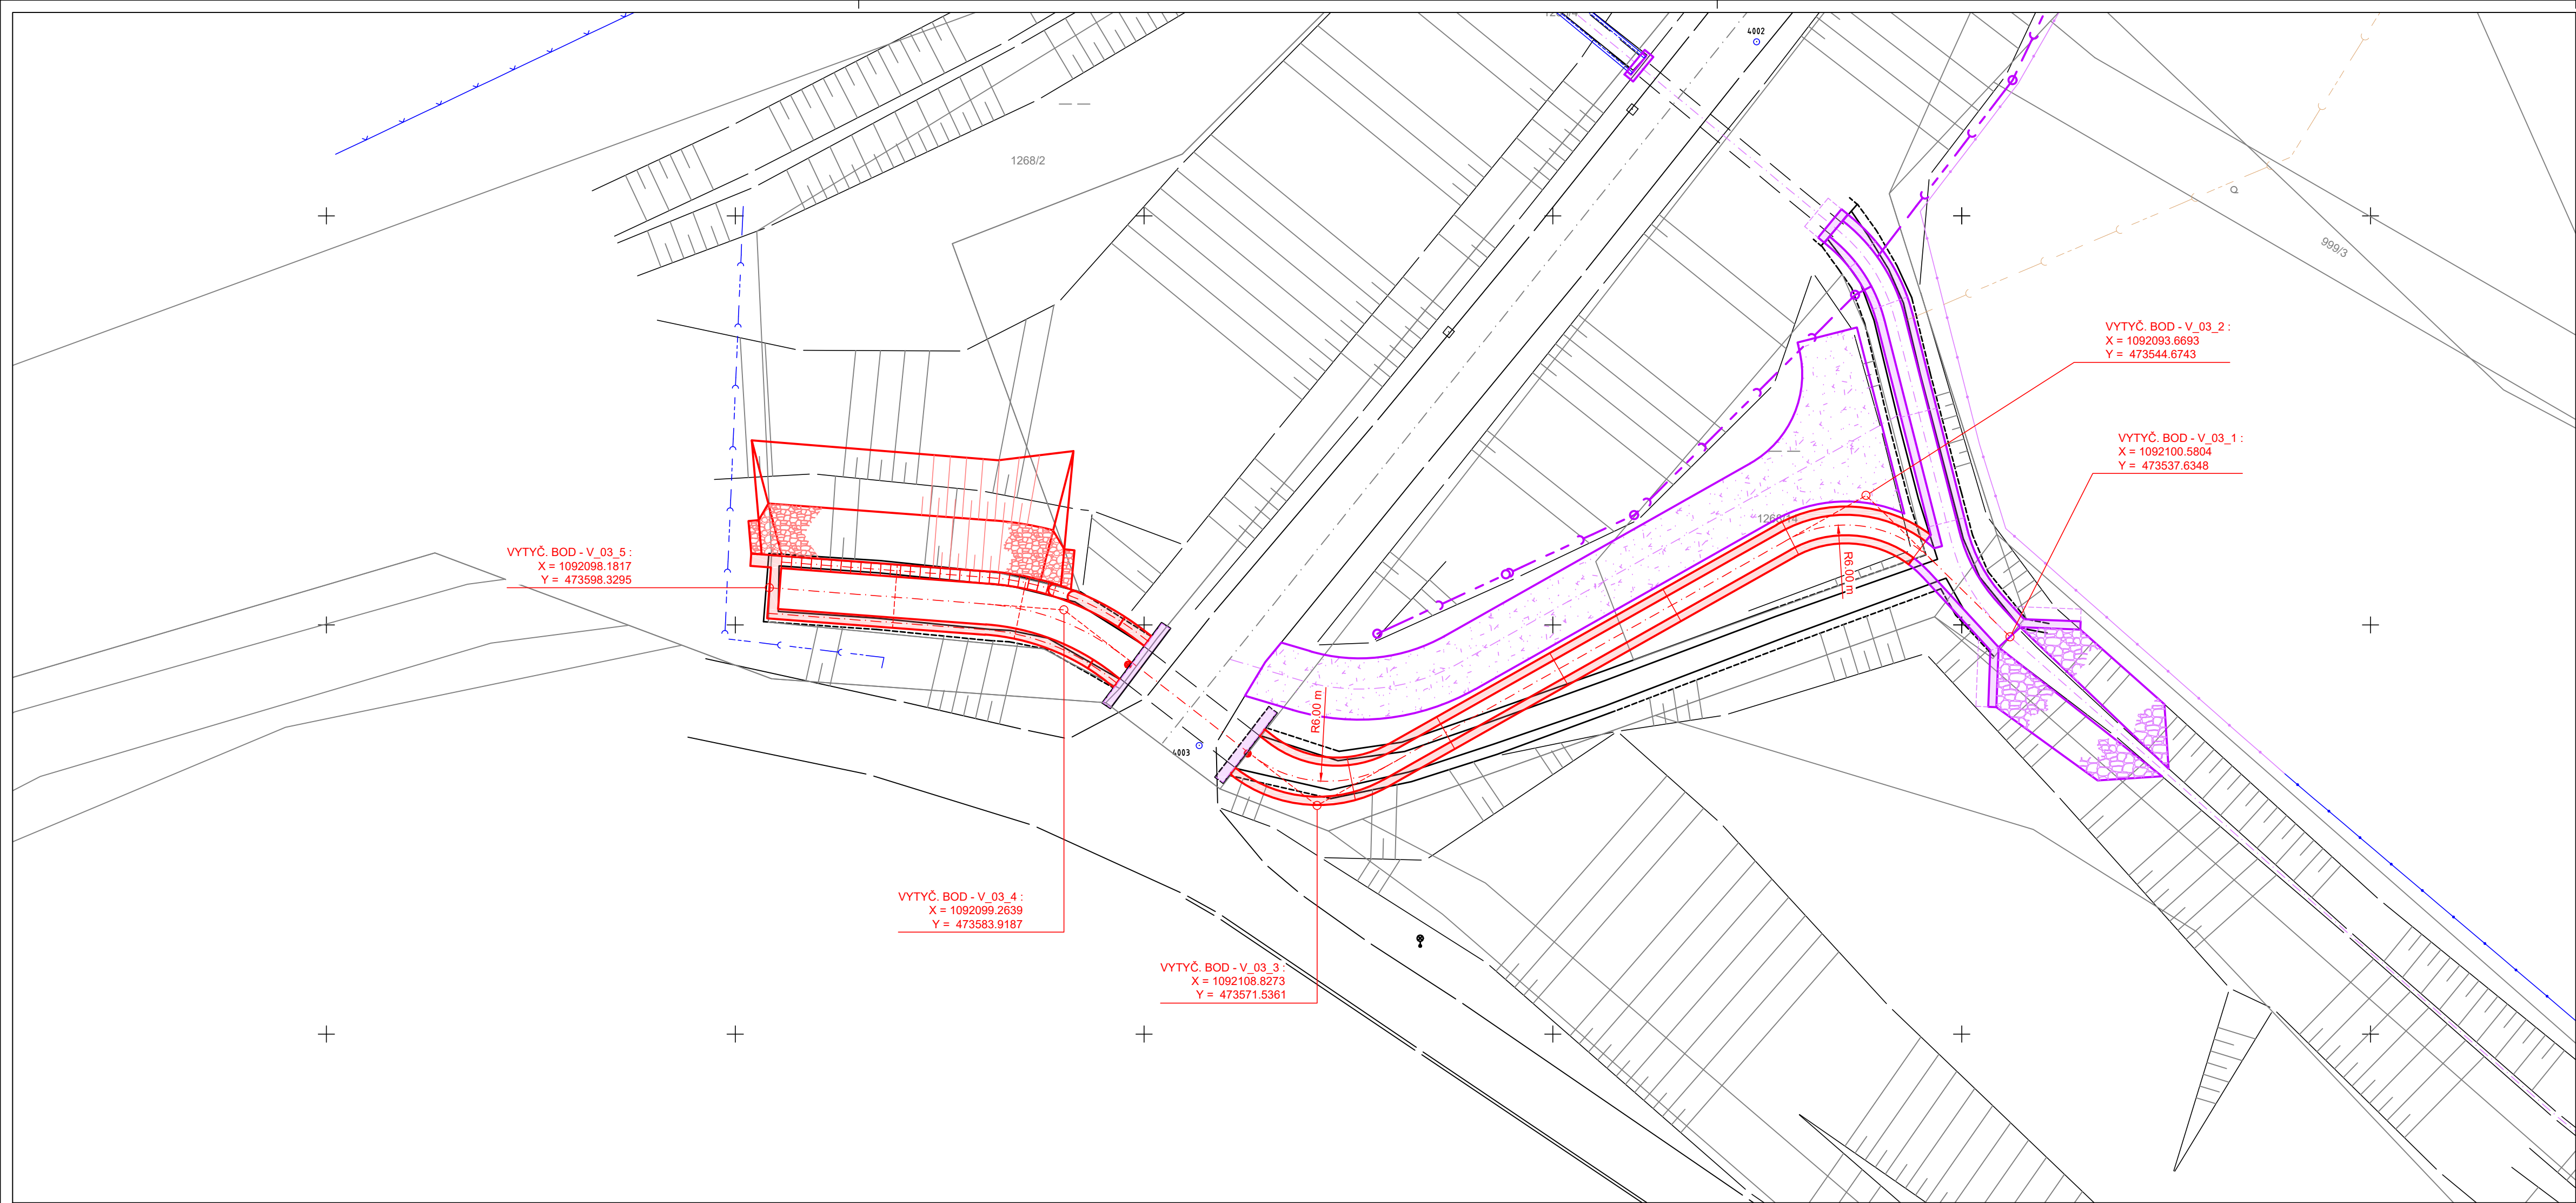 4002
1268/2
999/3
VYTYČ. BOD - V_03_2 :
X = 1092093.6693
Y = 473544.6743
VYTYČ. BOD - V_03_1 :
X = 1092100.5804
Y = 473537.6348
R6.00 m
VYTYČ. BOD - V_03_5 :
X = 1092098.1817
Y = 473598.3295
R6.00 m
4003
VYTYČ. BOD - V_03_4 :
X = 1092099.2639
Y = 473583.9187
VYTYČ. BOD - V_03_3 :
X = 1092108.8273
Y = 473571.5361